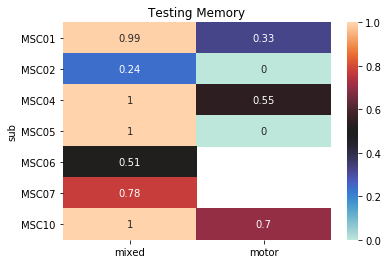 Testing Memory
sub
MSC01 0.99 0.33
MSC02 0.24 0
MSC04 1 0.55
MSC05 1 0
MSC06 0.51
MSC07 0.78
MSC10 1 0.7
mixed motor
1.0
0.8
0.6
0.4
0.2
0.0